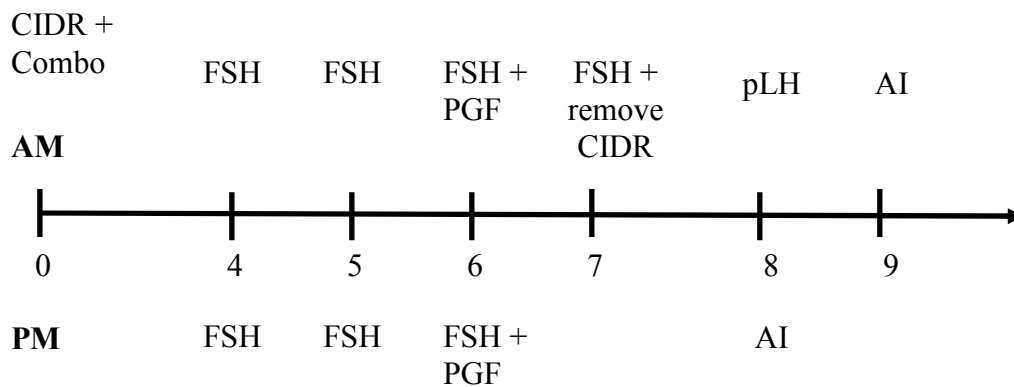 CIDR +
Combo
FSH
FSH
FSH +
PGF
FSH +
remove
CIDR
pLH
AI
AM
0
4
5
6
7
8
9
PM
FSH
FSH
FSH +
PGF
AI